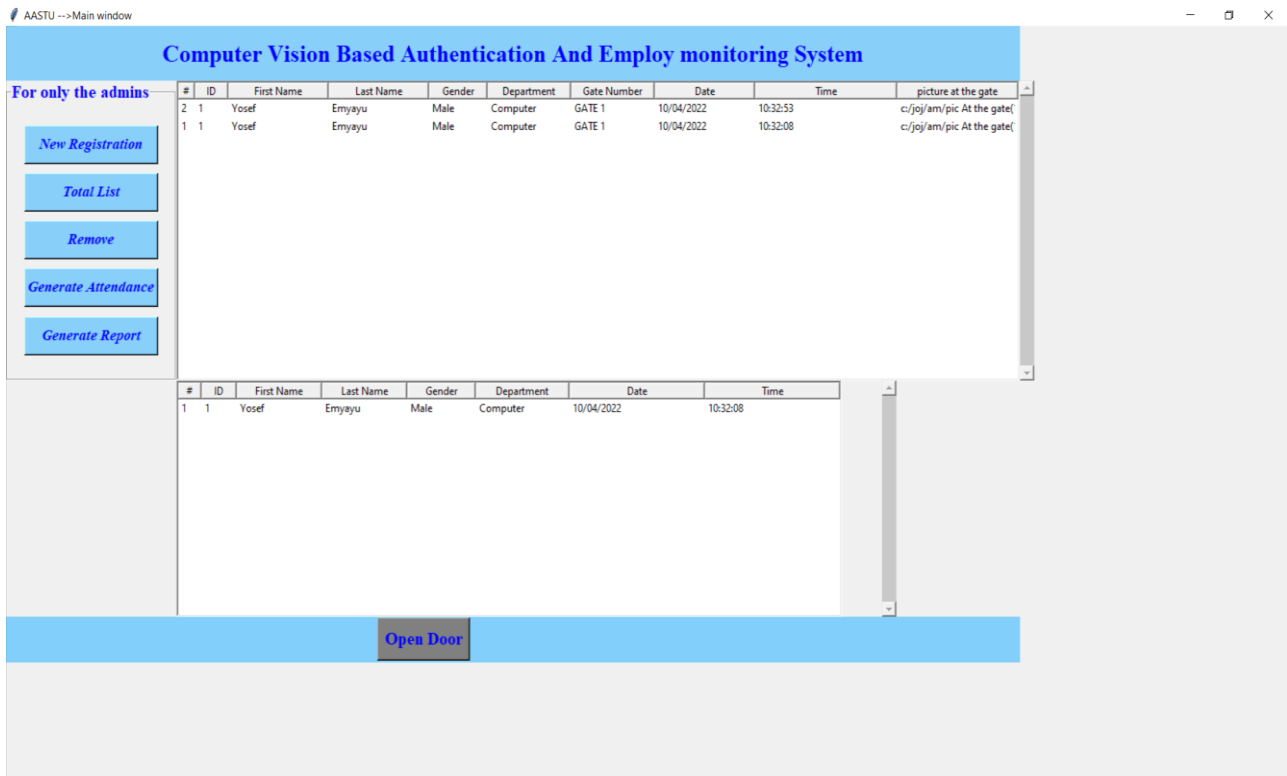 AASTU -->Main window
Computer Vision Based Authentication And Employ monitoring System
For only the admins
New Registration
Total List
Remove
Generate Attendance
Generate Report
# ID First Name Last Name Gender Department Gate Number Date Time picture at the gate
2 1 Yosef Emyayu Male Computer GATE 1 10/04/2022 10:32:53 c:/joj/am/pic At the gate(
1 1 Yosef Emyayu Male Computer GATE 1 10/04/2022 10:32:08 c:/joj/am/pic At the gate(
# ID First Name Last Name Gender Department Date Time
1 1 Yosef Emyayu Male Computer 10/04/2022 10:32:08
Open Door